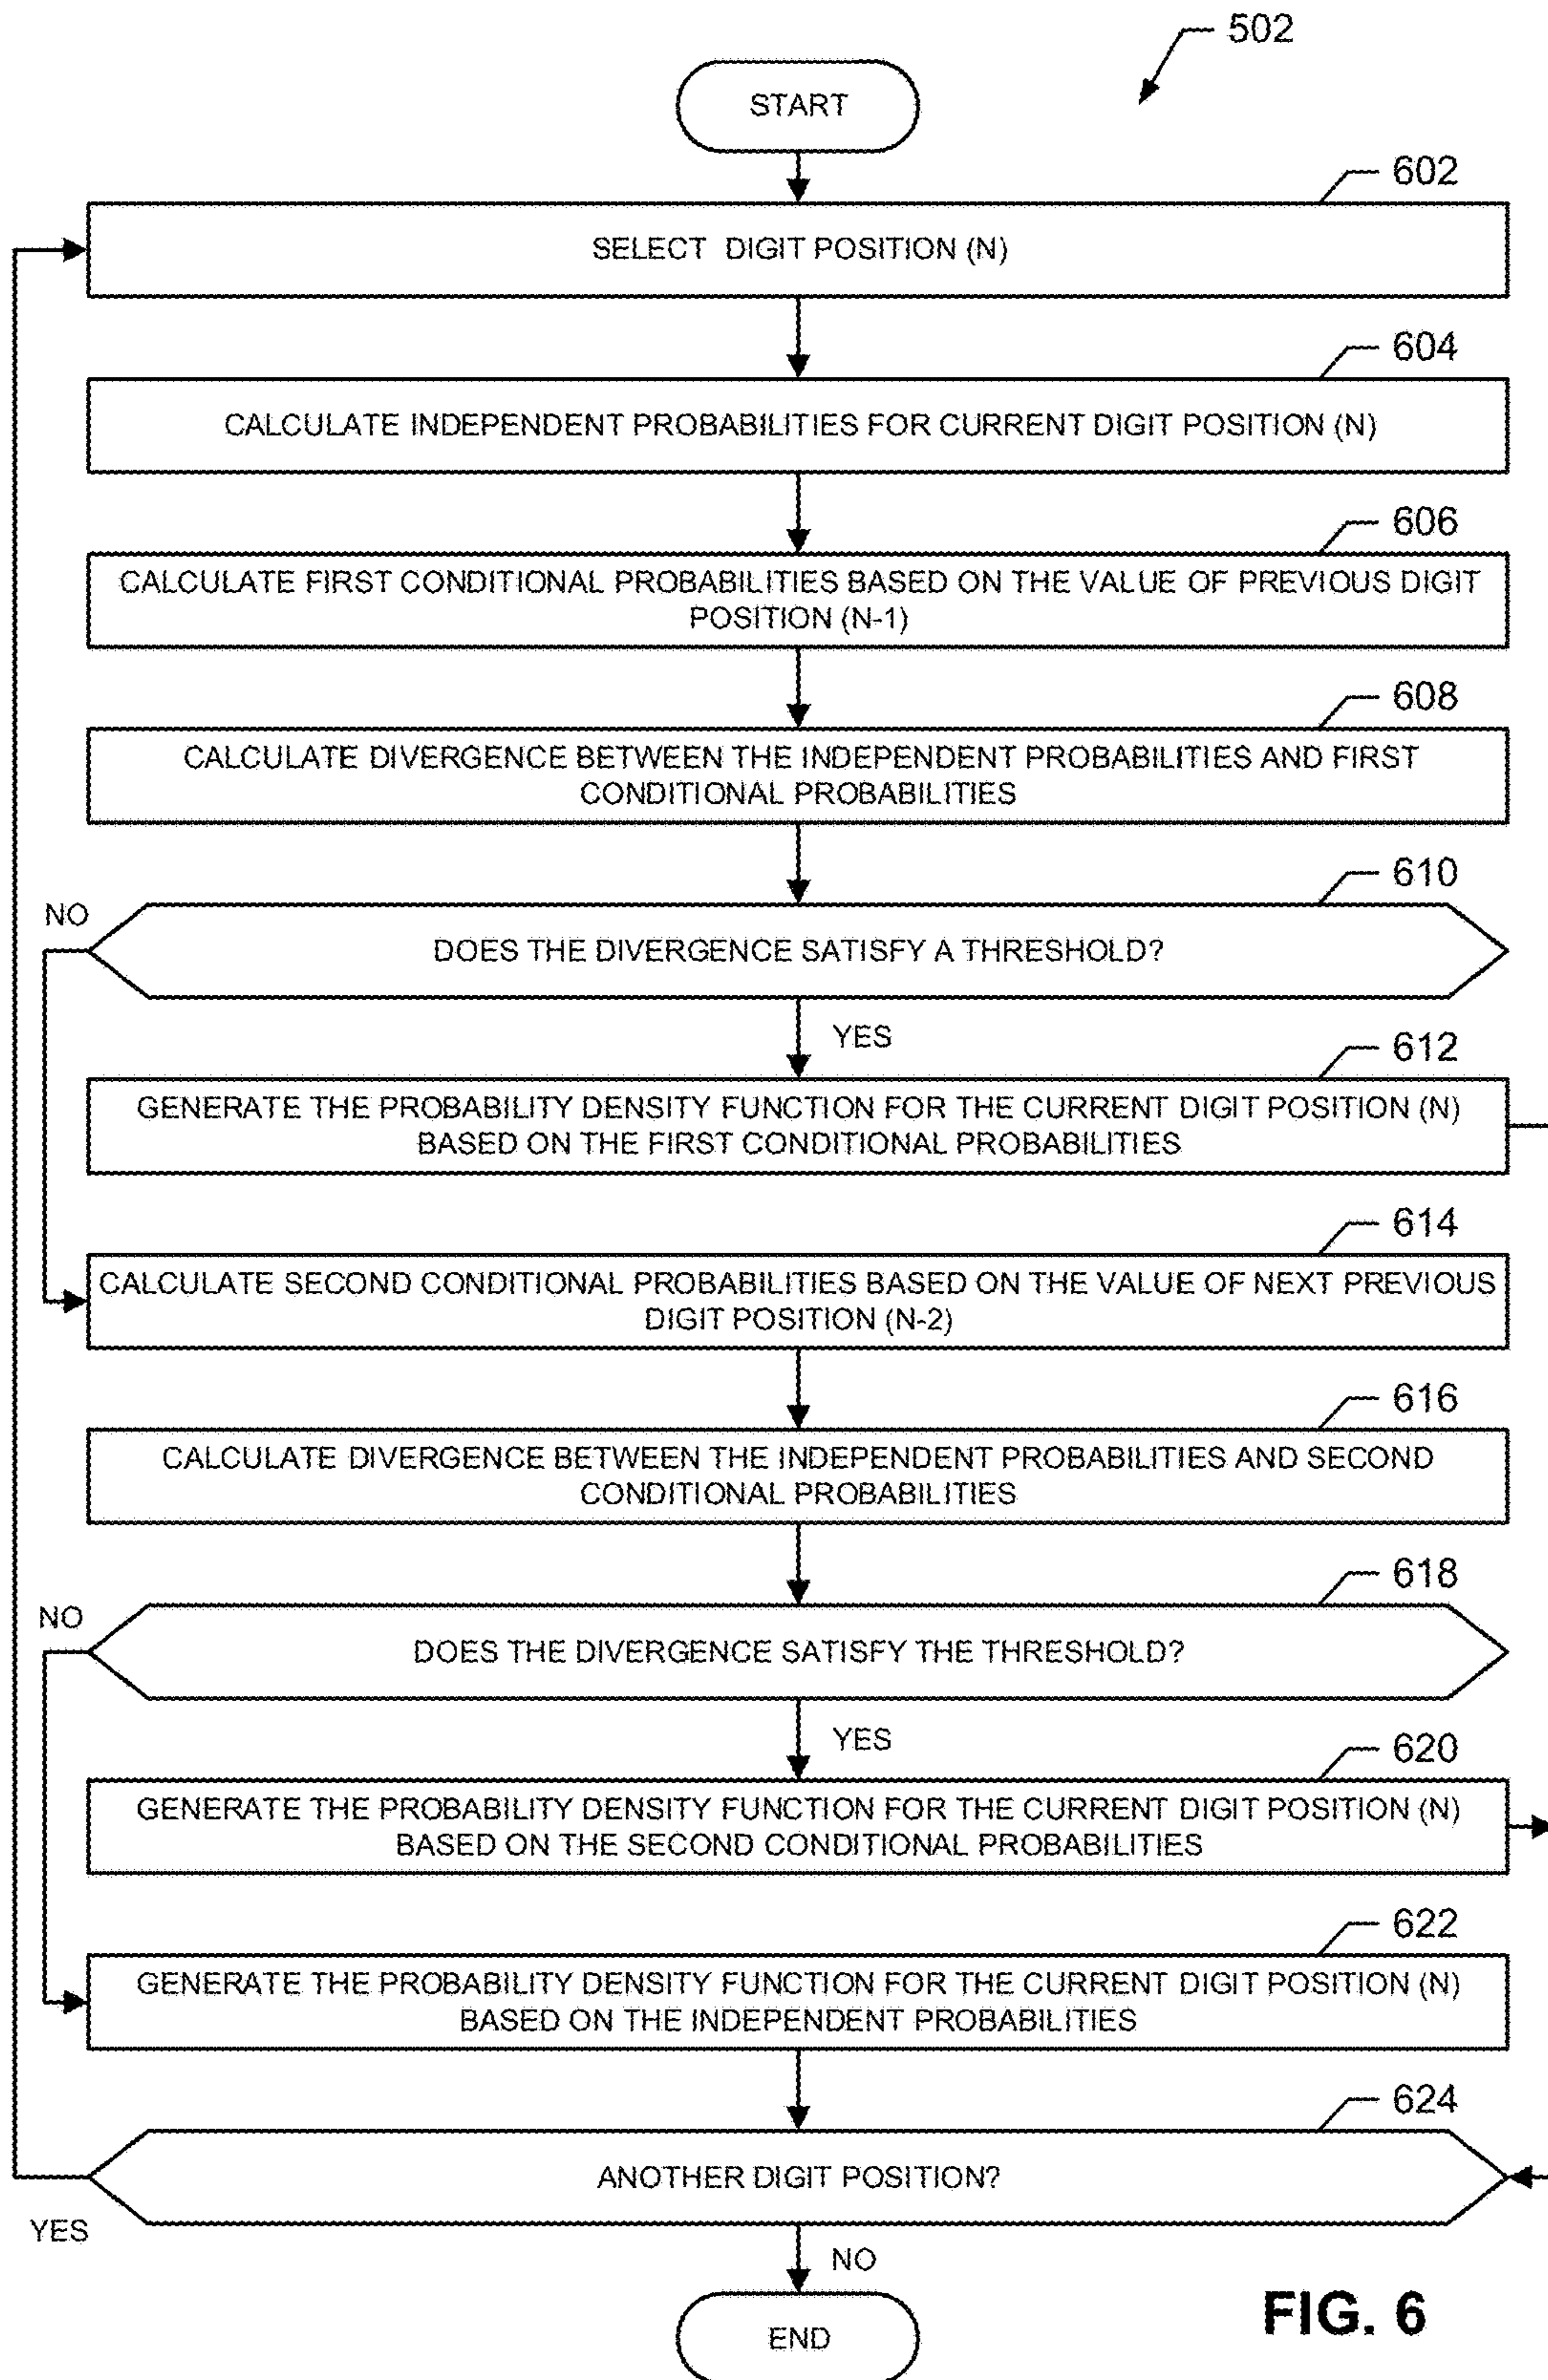 502
START
602
SELECT DIGIT POSITION (N)
604
CALCULATE INDEPENDENT PROBABILITIES FOR CURRENT DIGIT POSITION (N)
606
CALCULATE FIRST CONDITIONAL PROBABILITIES BASED ON THE VALUE OF PREVIOUS DIGIT
POSITION (N-1)
608
CALCULATE DIVERGENCE BETWEEN THE INDEPENDENT PROBABILITIES AND FIRST
CONDITIONAL PROBABILITIES
610
NO
DOES THE DIVERGENCE SATISFY A THRESHOLD?
YES
612
GENERATE THE PROBABILITY DENSITY FUNCTION FOR THE CURRENT DIGIT POSITION (N)
BASED ON THE FIRST CONDITIONAL PROBABILITIES
614
CALCULATE SECOND CONDITIONAL PROBABILITIES BASED ON THE VALUE OF NEXT PREVIOUS
DIGIT POSITION (N-2)
616
CALCULATE DIVERGENCE BETWEEN THE INDEPENDENT PROBABILITIES AND SECOND
CONDITIONAL PROBABILITIES
618
NO
DOES THE DIVERGENCE SATISFY THE THRESHOLD?
YES
620
GENERATE THE PROBABILITY DENSITY FUNCTION FOR THE CURRENT DIGIT POSITION (N)
BASED ON THE SECOND CONDITIONAL PROBABILITIES
622
GENERATE THE PROBABILITY DENSITY FUNCTION FOR THE CURRENT DIGIT POSITION (N)
BASED ON THE INDEPENDENT PROBABILITIES
624
ANOTHER DIGIT POSITION?
YES
NO
END
FIG. 6